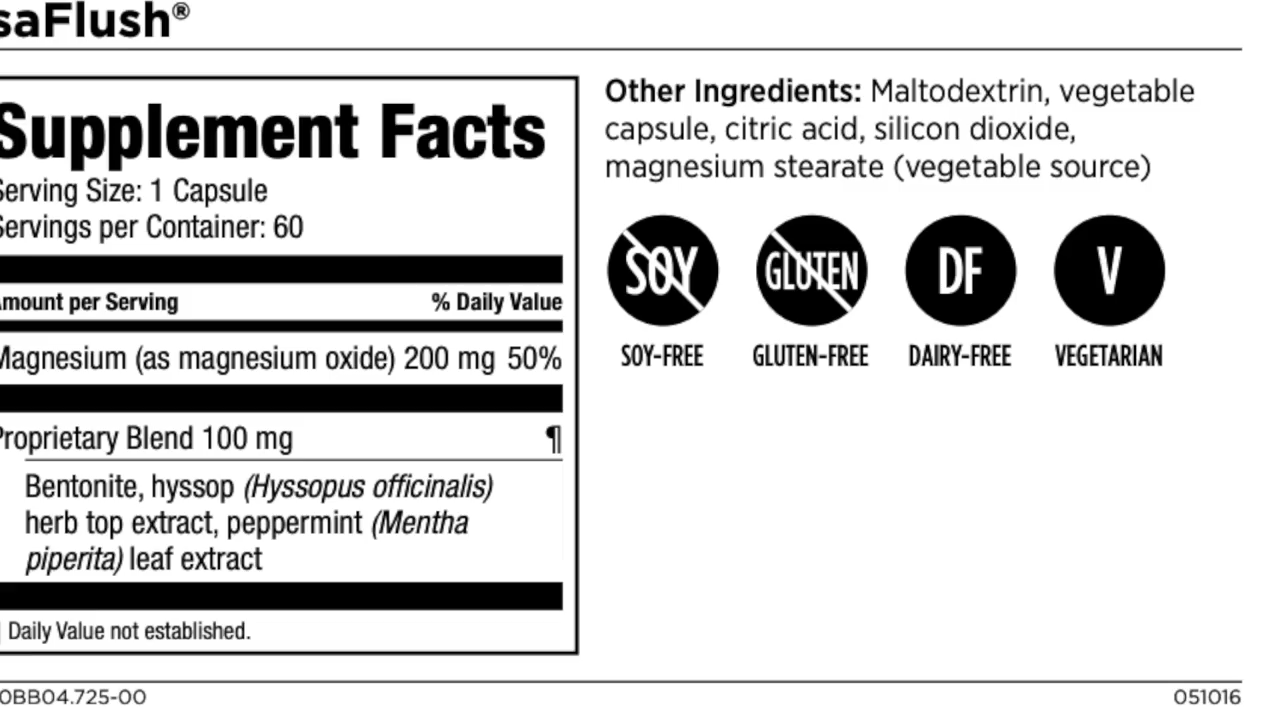 saFlush®
Supplement Facts
Serving Size: 1 Capsule
Servings per Container: 60
Amount per Serving % Daily Value
Magnesium (as magnesium oxide) 200 mg 50%
Proprietary Blend 100 mg ¶
Bentonite, hyssop (Hyssopus officinalis)
herb top extract, peppermint (Mentha
piperita) leaf extract
Daily Value not established.
Other Ingredients: Maltodextrin, vegetable
capsule, citric acid, silicon dioxide,
magnesium stearate (vegetable source)
SOY GLUTEN DF V
SOY-FREE GLUTEN-FREE DAIRY-FREE VEGETARIAN
0BB04.725-00 051016